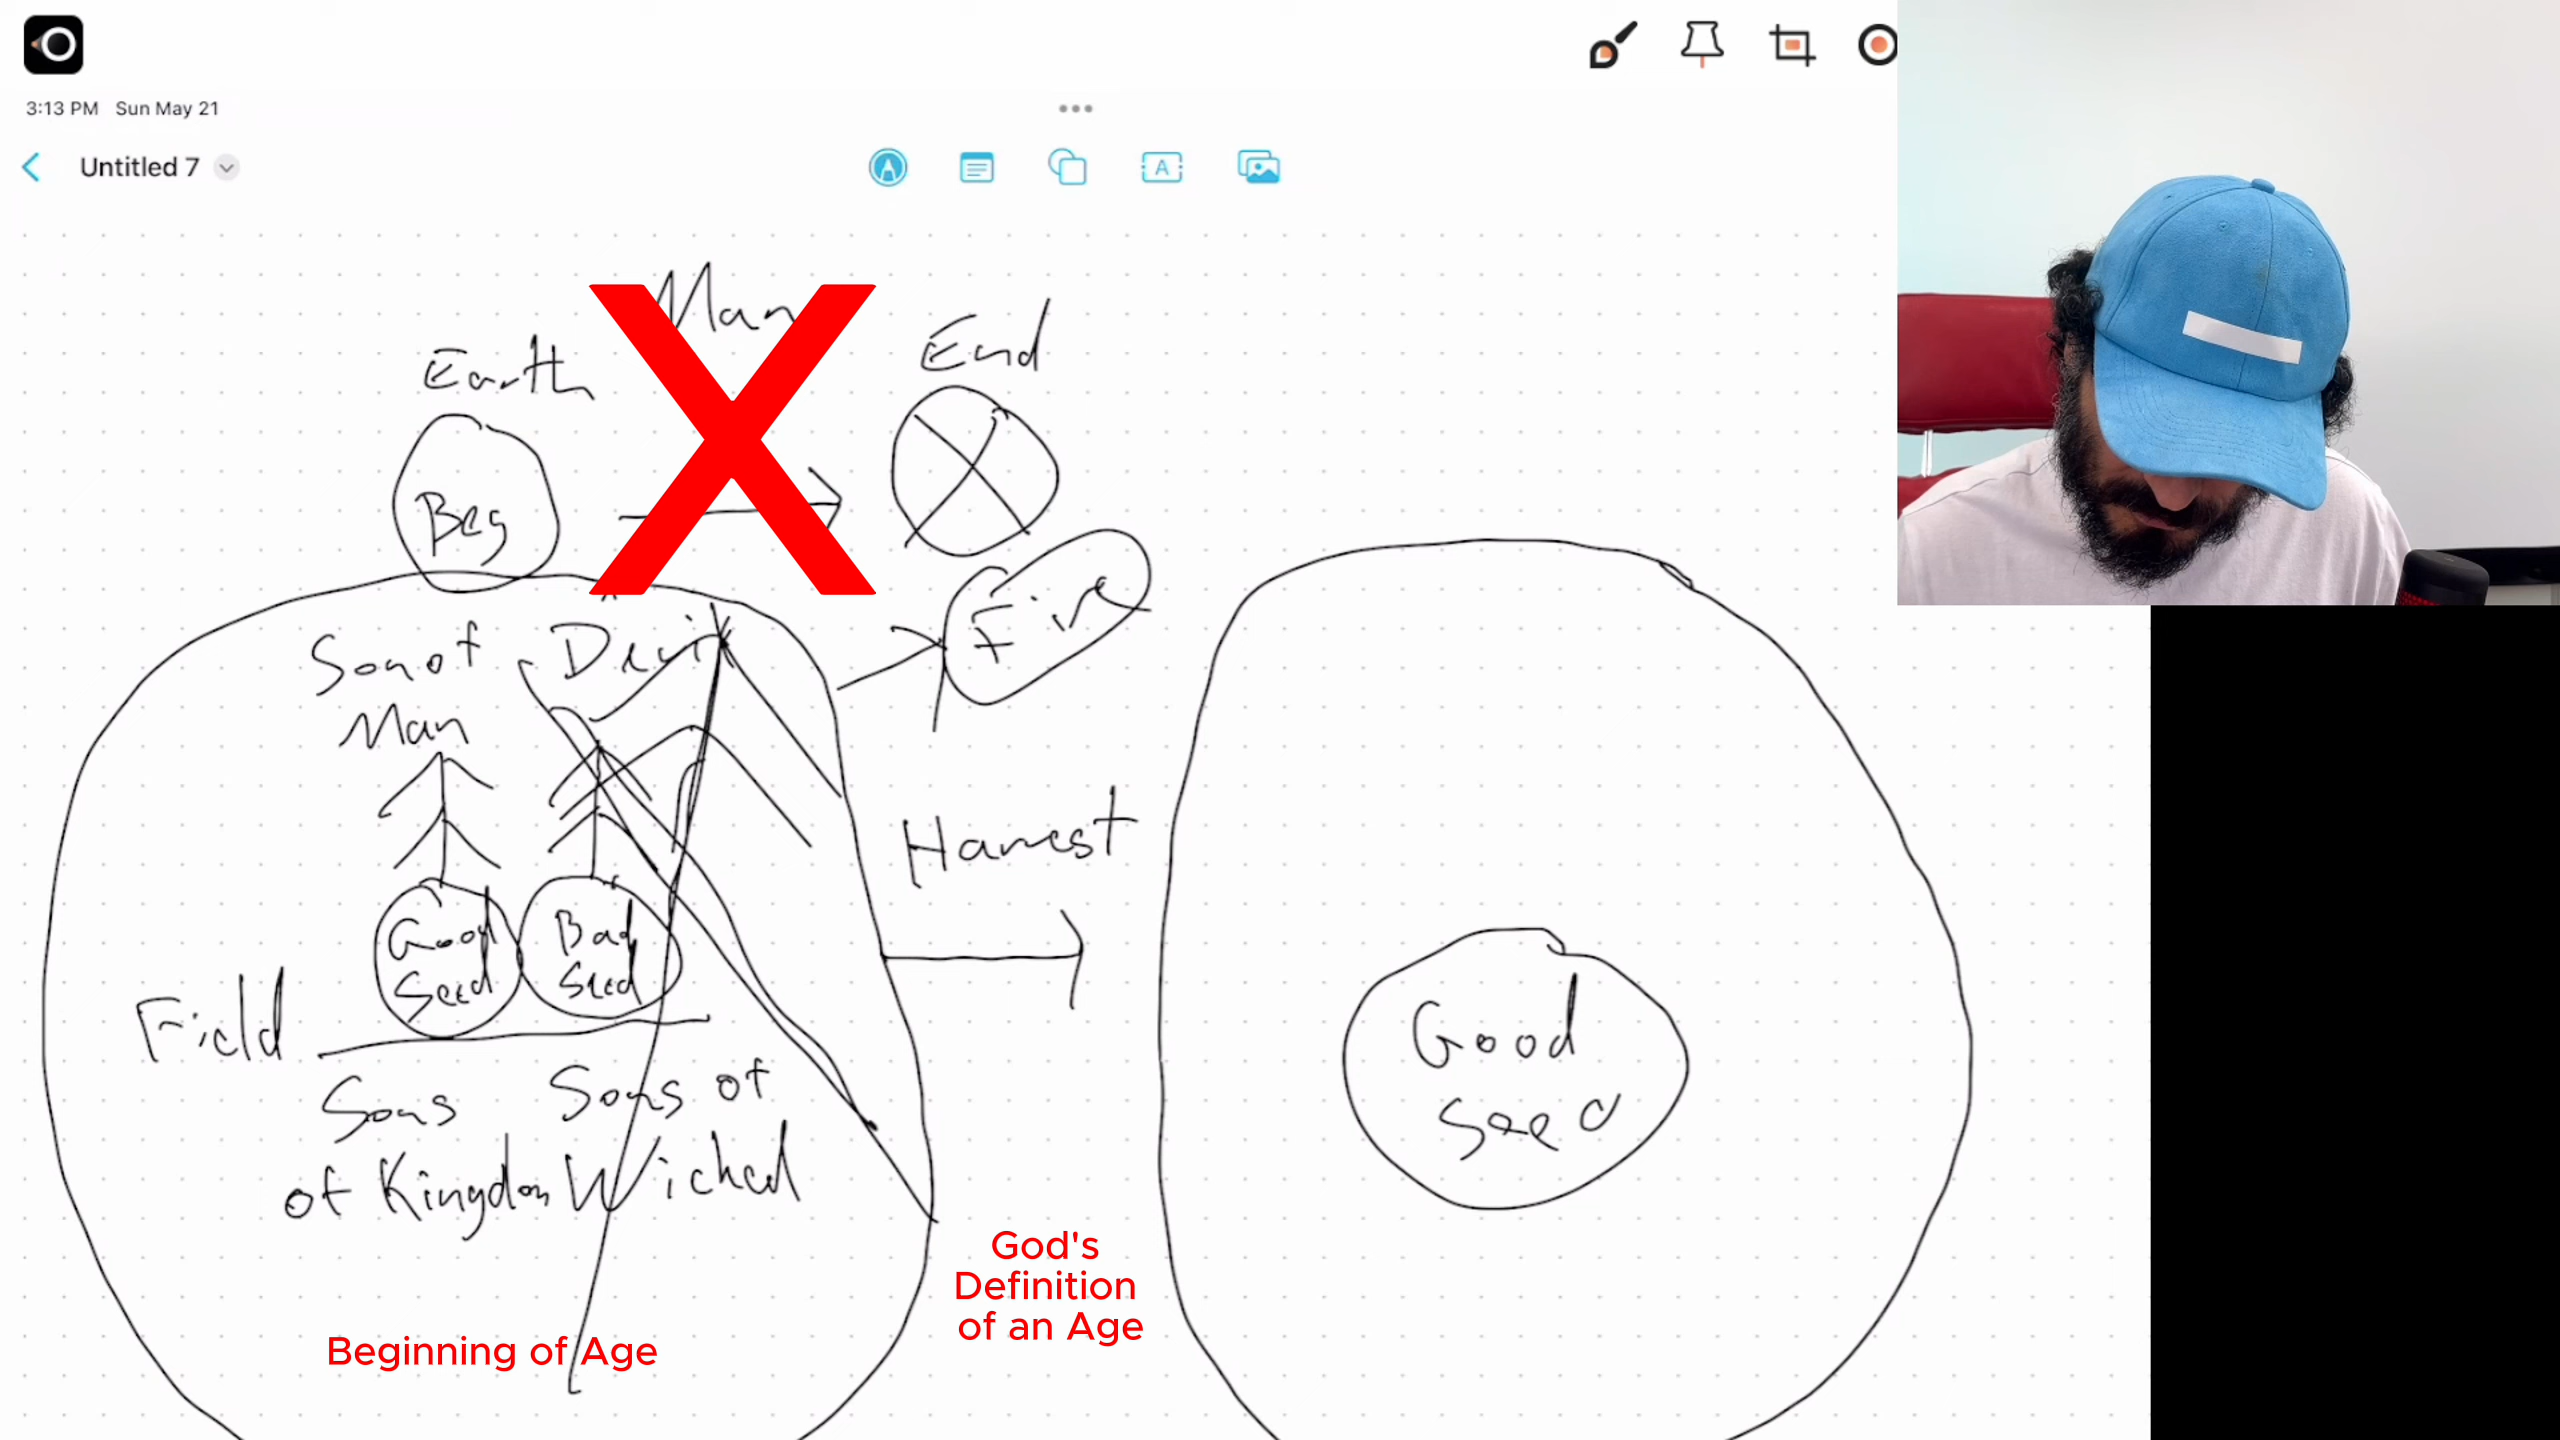 3:13 PM Sun May 21
Untitled 7
A
Man
Earth
End
Beg
X
Fire
Son of
Man
Devil
Harvest
Good
Seed
Bad
Seed
Field
Sons
of Kingdom
Sons of
Wicked
Good
Seed
God's
Definition
of an Age
Beginning of Age